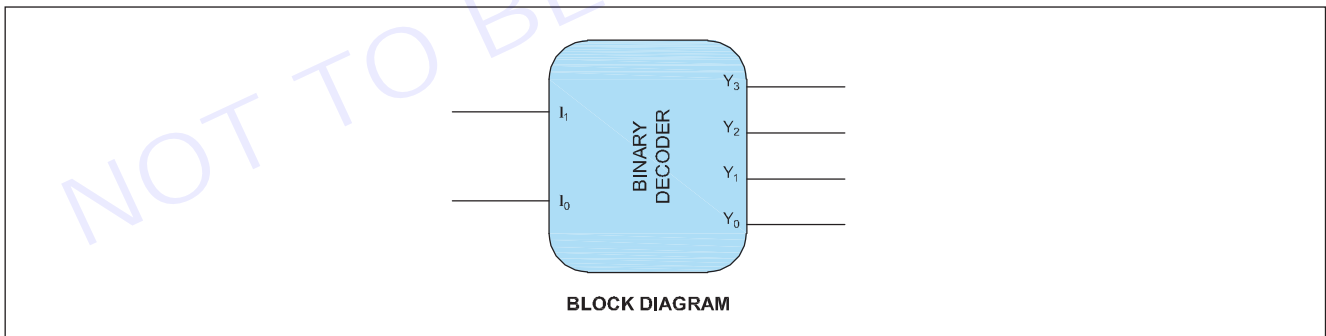 NOT TO BE
I₁
I₀
BINARY
DECODER
Y₃
Y₂
Y₁
Y₀
BLOCK DIAGRAM